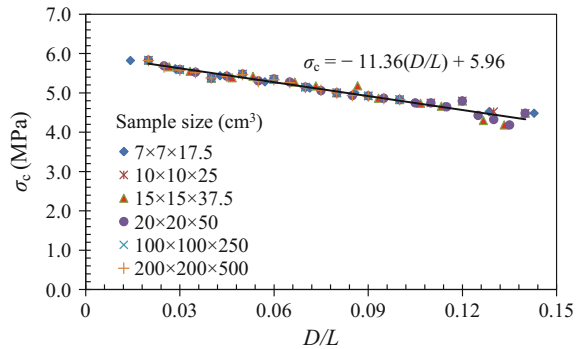 7.0
6.0
5.0
4.0
3.0
2.0
1.0
0.0
σc (MPa)
σc = − 11.36(D/L) + 5.96
Sample size (cm³)
7×7×17.5
10×10×25
15×15×37.5
20×20×50
100×100×250
200×200×500
0 0.03 0.06 0.09 0.12 0.15
D/L